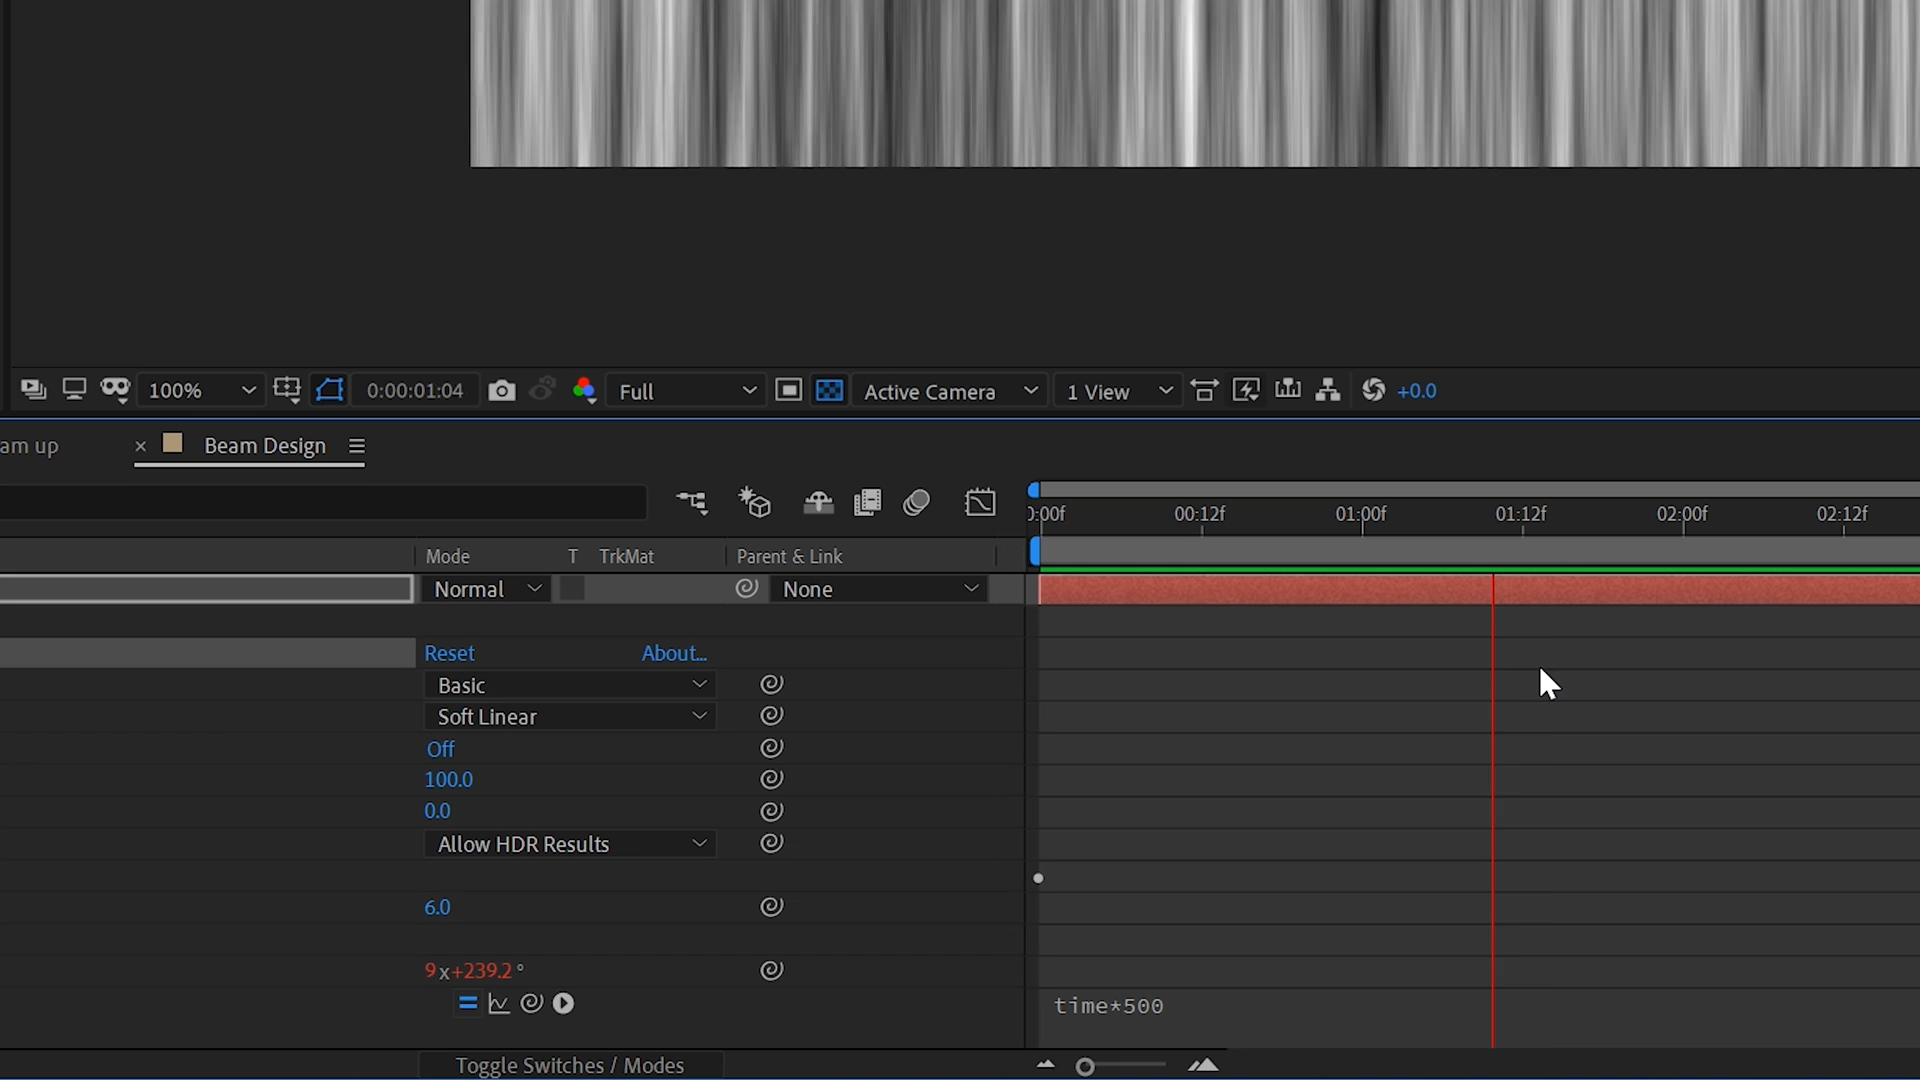 100%
0:00:01:04
Full
Active Camera
1 View
+0.0
am up
× Beam Design
0:00f 00:12f 01:00f 01:12f 02:00f 02:12f
Mode T TrkMat Parent & Link
Normal None
Reset About...
Basic
Soft Linear
Off
100.0
0.0
Allow HDR Results
6.0
9x+239.2°
time*500
Toggle Switches / Modes